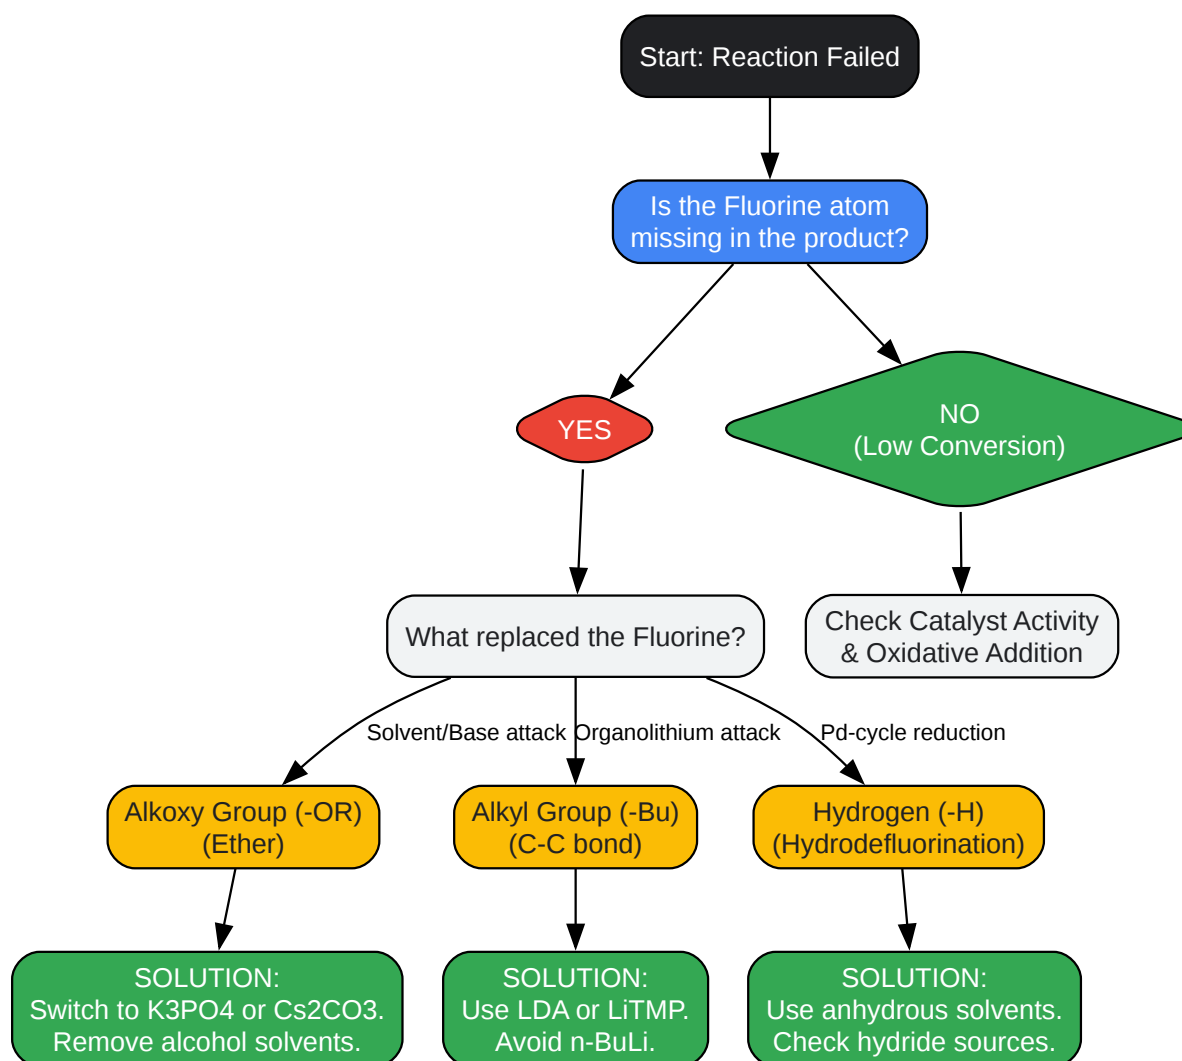 Start: Reaction Failed
Is the Fluorine atom
missing in the product?
YES
NO
(Low Conversion)
What replaced the Fluorine?
Check Catalyst Activity
& Oxidative Addition
Solvent/Base attack
Organolithium attack
Pd-cycle reduction
Alkoxy Group (-OR)
(Ether)
Alkyl Group (-Bu)
(C-C bond)
Hydrogen (-H)
(Hydrodefluorination)
SOLUTION:
Switch to K3PO4 or Cs2CO3.
Remove alcohol solvents.
SOLUTION:
Use LDA or LiTMP.
Avoid n-BuLi.
SOLUTION:
Use anhydrous solvents.
Check hydride sources.